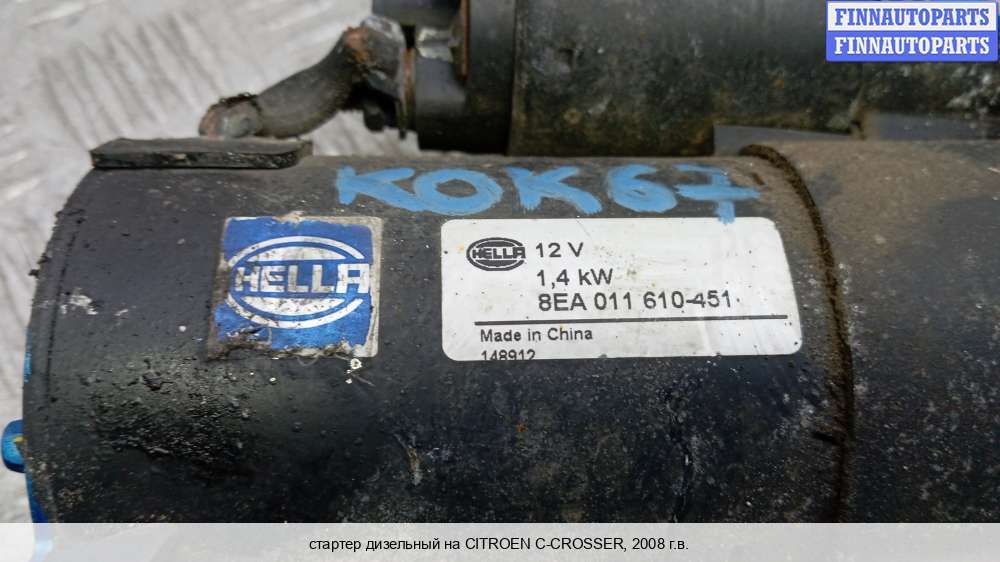 FINNAUTOPARTS
FINNAUTOPARTS
KOK67
HELLA
HELLA 12 V
1,4 kW
8EA 011 610-451
Made in China
148912
стартер дизельный на CITROEN C-CROSSER, 2008 г.в.